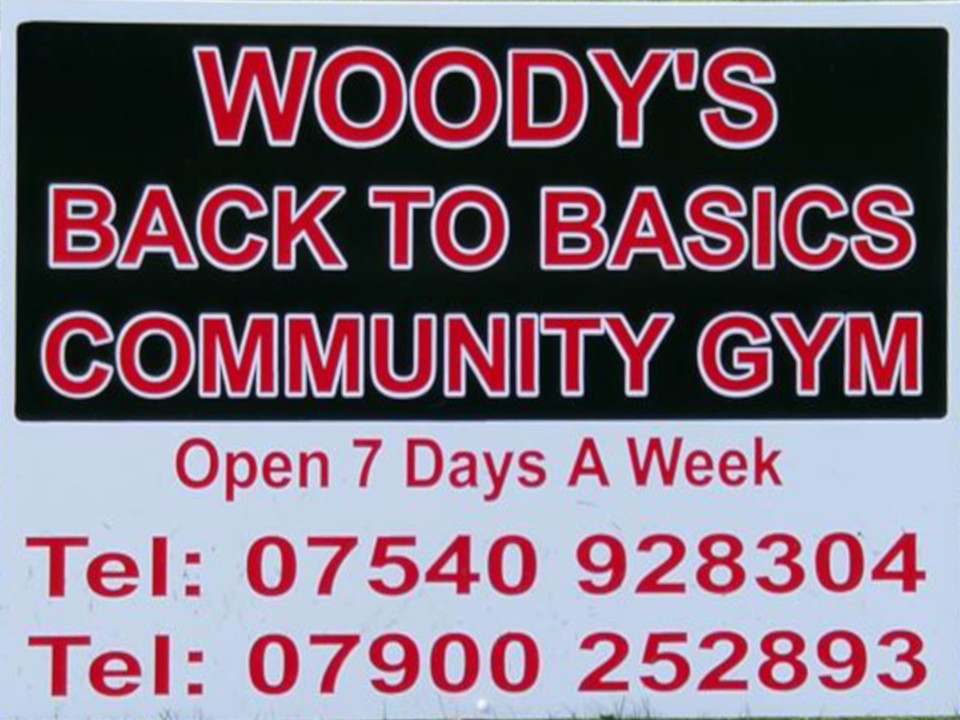 WOODY'S
BACK TO BASICS
COMMUNITY GYM
Open 7 Days A Week
Tel: 07540 928304
Tel: 07900 252893